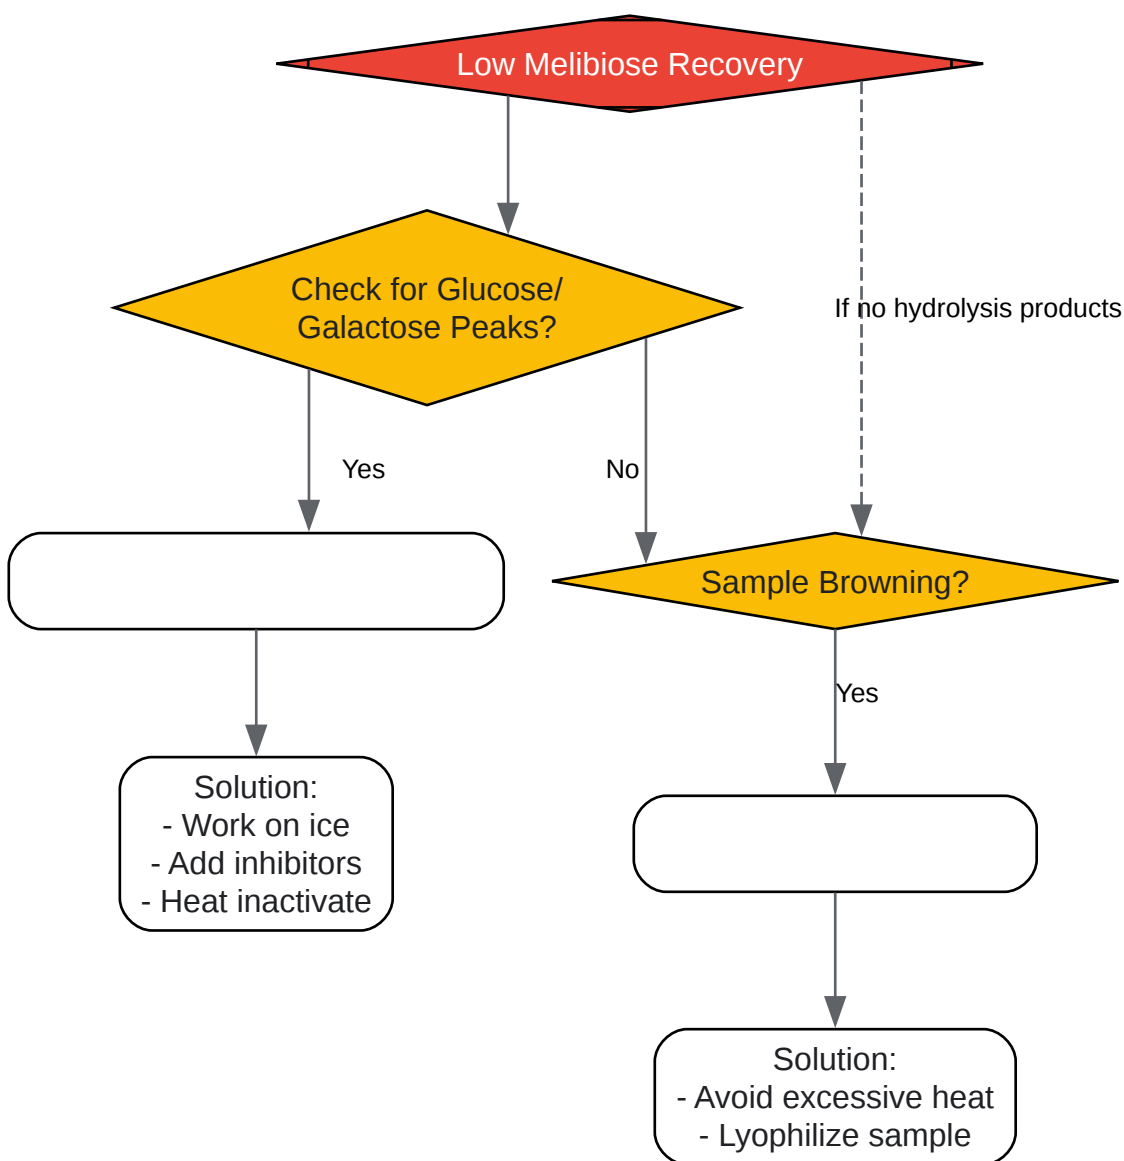 Low Melibiose Recovery
Check for Glucose/
Galactose Peaks?
If no hydrolysis products
Yes
No
Sample Browning?
Yes
Solution:
- Work on ice
- Add inhibitors
- Heat inactivate
Solution:
- Avoid excessive heat
- Lyophilize sample